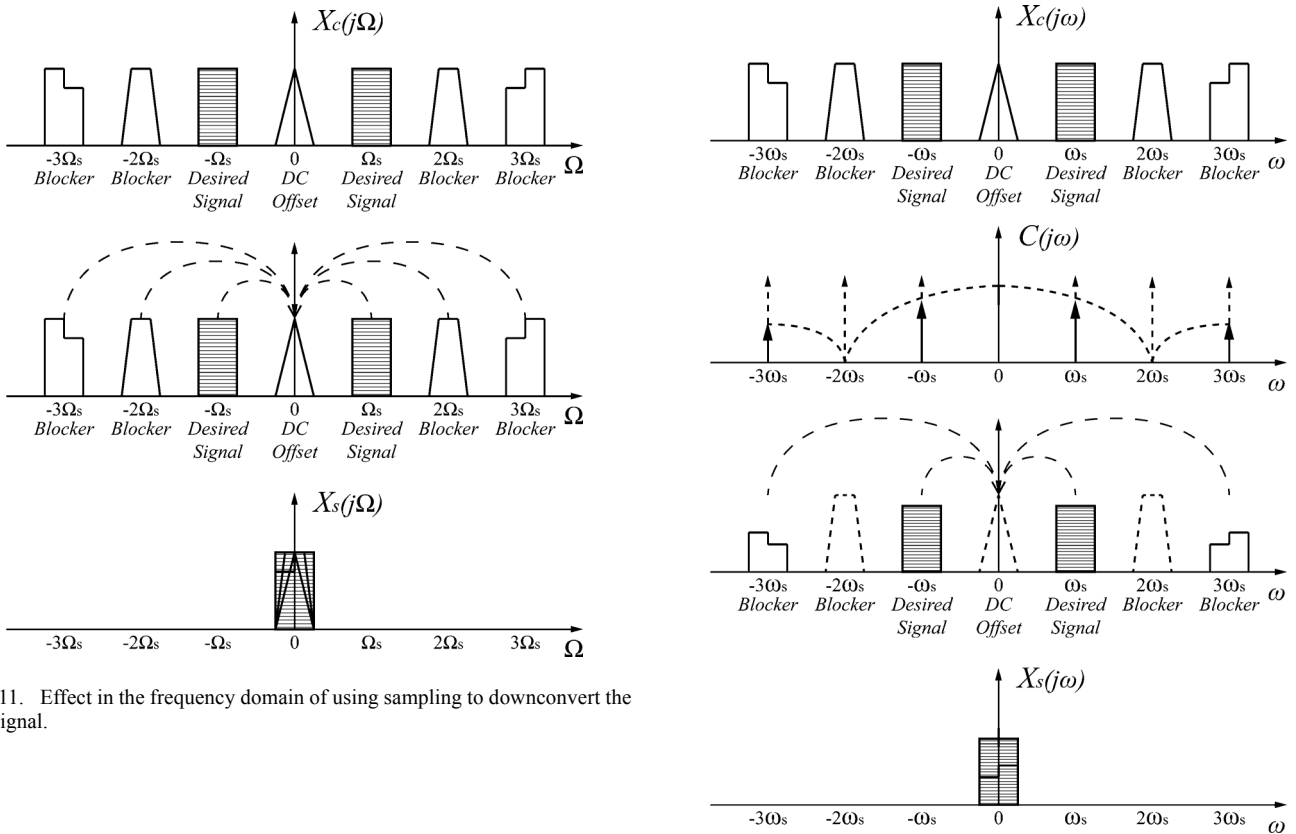 Xc(jΩ)
-3Ωs -2Ωs -Ωs 0 Ωs 2Ωs 3Ωs Ω
Blocker Blocker Desired DC Desired Blocker Blocker
Signal Offset Signal
-3Ωs -2Ωs -Ωs 0 Ωs 2Ωs 3Ωs Ω
Blocker Blocker Desired DC Desired Blocker Blocker
Signal Offset Signal
Xs(jΩ)
-3Ωs -2Ωs -Ωs 0 Ωs 2Ωs 3Ωs Ω
11. Effect in the frequency domain of using sampling to downconvert the
ignal.
Xc(jω)
-3ωs -2ωs -ωs 0 ωs 2ωs 3ωs ω
Blocker Blocker Desired DC Desired Blocker Blocker
Signal Offset Signal
C(jω)
-3ωs -2ωs -ωs 0 ωs 2ωs 3ωs ω
-3ωs -2ωs -ωs 0 ωs 2ωs 3ωs ω
Blocker Blocker Desired DC Desired Blocker Blocker
Signal Offset Signal
Xs(jω)
-3ωs -2ωs -ωs 0 ωs 2ωs 3ωs ω